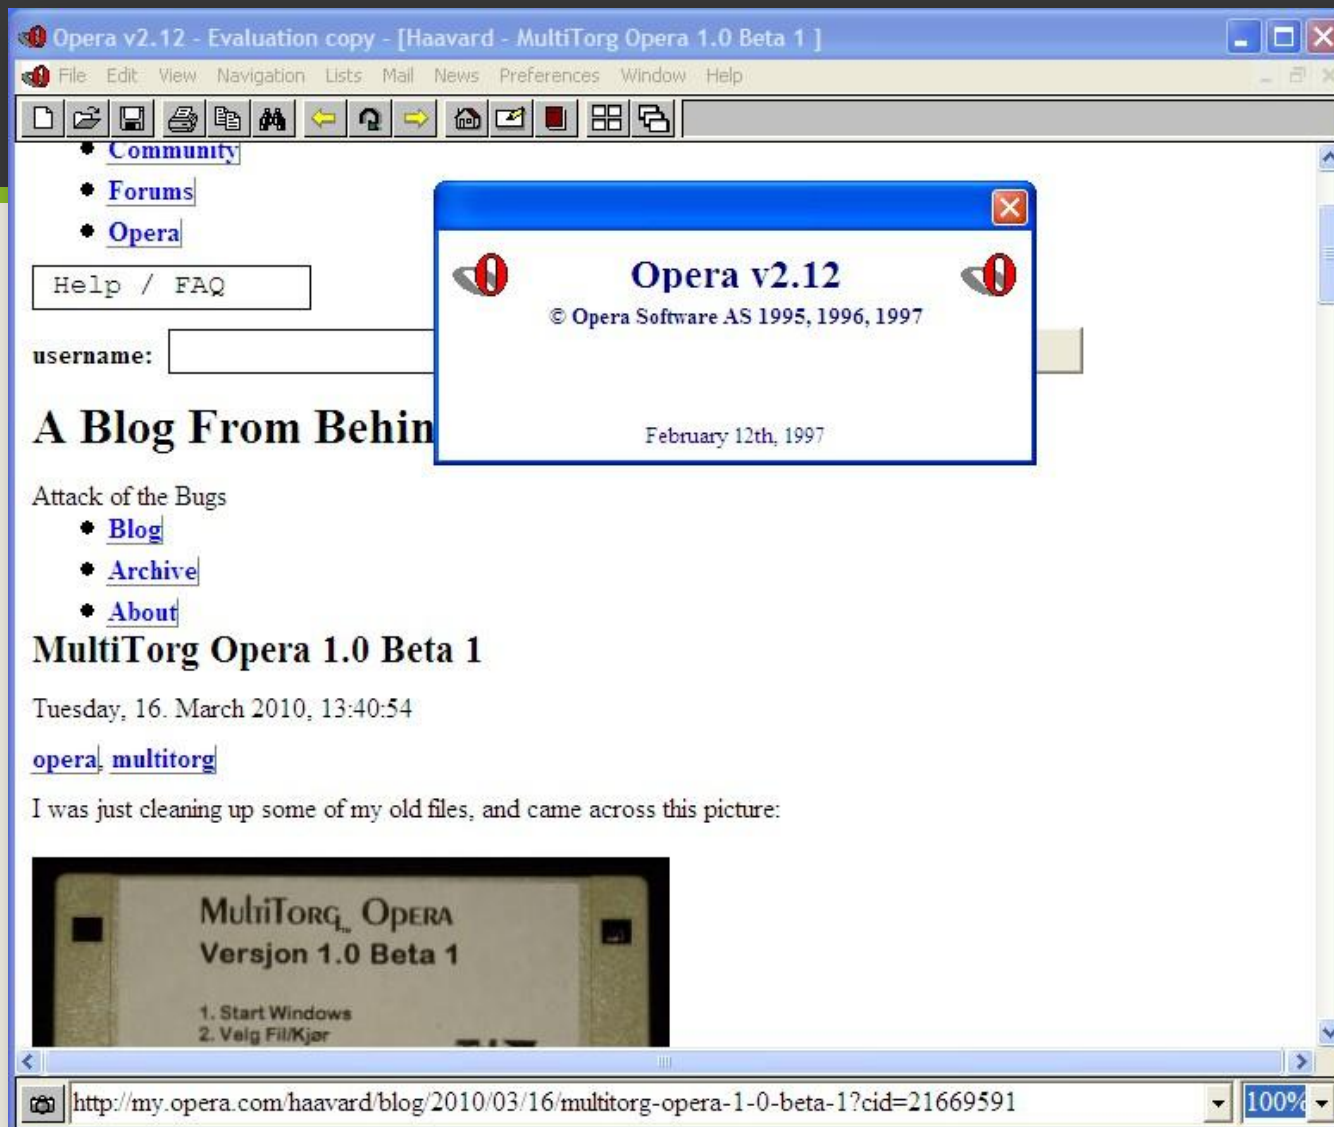 Opera v2.12 - Evaluation copy - [Haavard - MultiTorg Opera 1.0 Beta 1 ]
File Edit View Navigation Lists Mail News Preferences Window Help
Community
Forums
Opera
Help / FAQ
username:
Opera v2.12
© Opera Software AS 1995, 1996, 1997
February 12th, 1997
A Blog From Behin
Attack of the Bugs
Blog
Archive
About
MultiTorg Opera 1.0 Beta 1
Tuesday, 16. March 2010, 13:40:54
opera, multitorg
I was just cleaning up some of my old files, and came across this picture:
MultiTorg™ Opera
Versjon 1.0 Beta 1
1. Start Windows
2. Velg Fil/Kjør
http://my.opera.com/haavard/blog/2010/03/16/multitorg-opera-1-0-beta-1?cid=21669591
100%